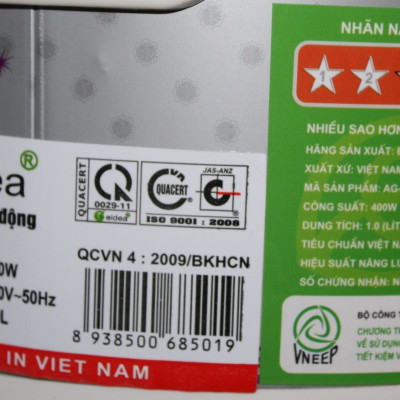 ea®
động
QUACERT
0029-11
eidea
QUACERT
JAS-ANZ
ISO 9001 : 2008
QCVN 4 : 2009/BKHCN
0W
0V~50Hz
L
8 938500 685019
IN VIET NAM
NHÃN NĂ
1 2
NHIỀU SAO HƠN
HÃNG SẢN XUẤT:
XUẤT XỨ: VIỆT NAM
MÃ SẢN PHẨM: AG-
CÔNG SUẤT: 400W
DUNG TÍCH: 1.0 (LÍT
TIÊU CHUẨN VIỆT NA
HIỆU SUẤT NĂNG LƯ
SỐ CHỨNG NHẬN: N
VNEEP
BỘ CÔNG T
CHƯƠNG TR
VỀ SỬ DỤNG
TIẾT KIỆM V